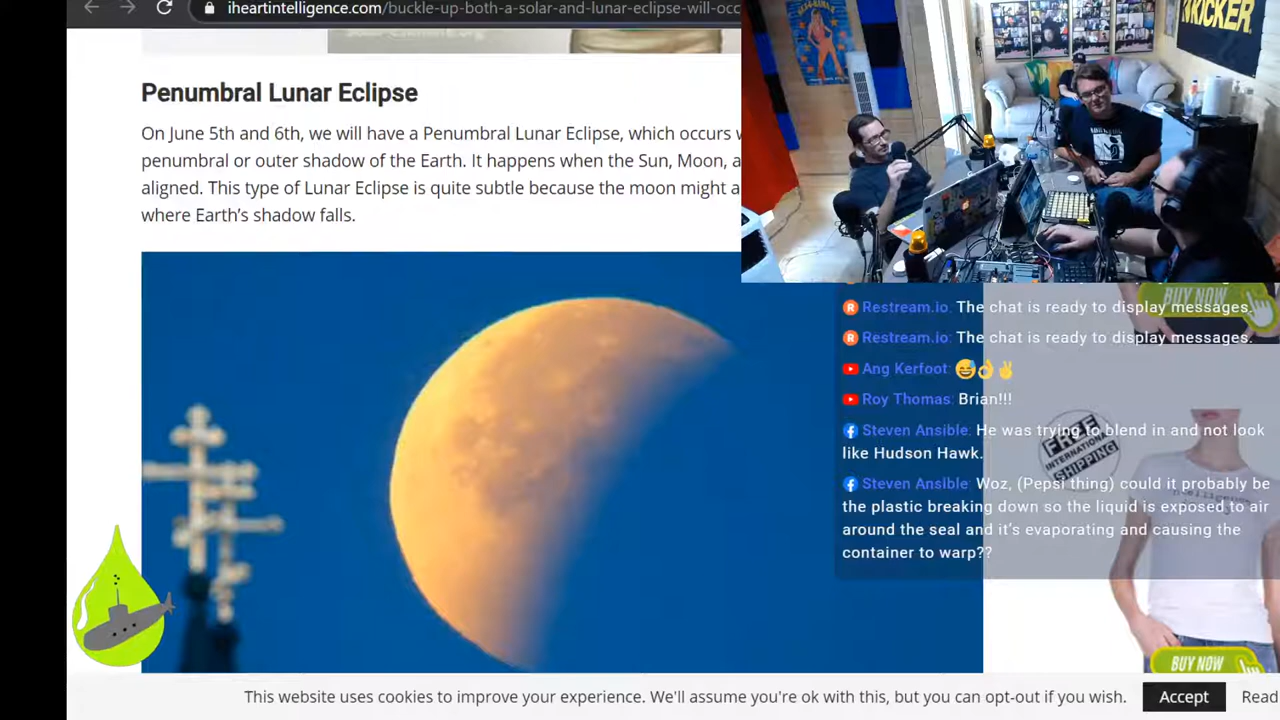 iheartintelligence.com/buckle-up-both-a-solar-and-lunar-eclipse-will-occ
KICKER
Penumbral Lunar Eclipse
On June 5th and 6th, we will have a Penumbral Lunar Eclipse, which occurs
penumbral or outer shadow of the Earth. It happens when the Sun, Moon, a
aligned. This type of Lunar Eclipse is quite subtle because the moon might a
where Earth's shadow falls.
BUY NOW
Restream.io: The chat is ready to display messages.
Restream.io: The chat is ready to display messages.
Ang Kerfoot: 😅👌✌
Roy Thomas: Brian!!!
Steven Ansible: He was trying to blend in and not look
like Hudson Hawk.
Steven Ansible: Woz, (Pepsi thing) could it probably be
the plastic breaking down so the liquid is exposed to air
around the seal and it's evaporating and causing the
container to warp??
FREE
INTERNATIONAL
SHIPPING
BUY NOW
This website uses cookies to improve your experience. We'll assume you're ok with this, but you can opt-out if you wish.
Accept
Read